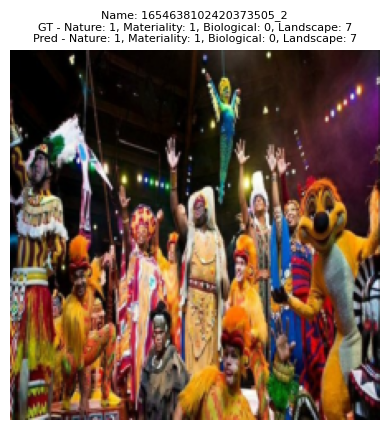 Name: 1654638102420373505_2
GT - Nature: 1, Materiality: 1, Biological: 0, Landscape: 7
Pred - Nature: 1, Materiality: 1, Biological: 0, Landscape: 7